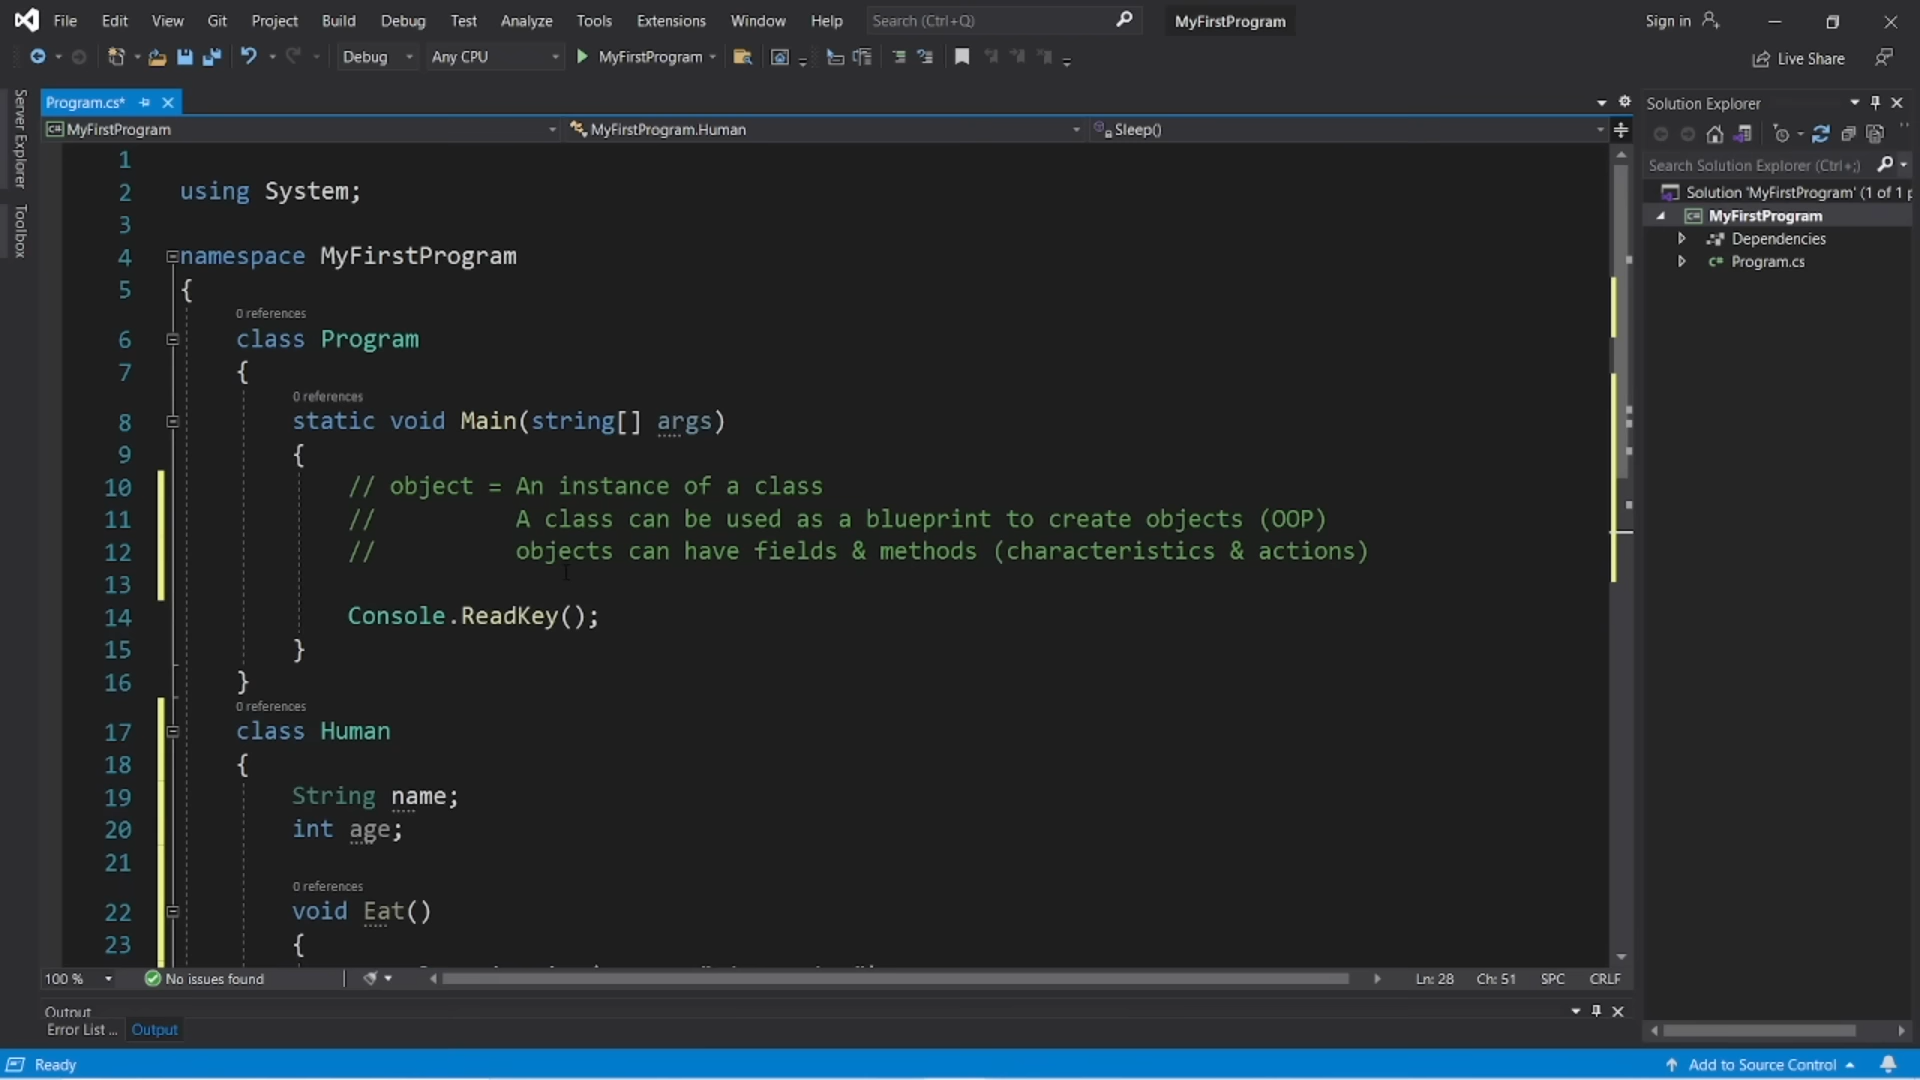 File Edit View Git Project Build Debug Test Analyze Tools Extensions Window Help Search (Ctrl+Q) MyFirstProgram Sign in
Debug Any CPU MyFirstProgram Live Share
Server Explorer
Toolbox
Program.cs* Solution Explorer
C# MyFirstProgram MyFirstProgram.Human Sleep()
Search Solution Explorer (Ctrl+;)
Solution 'MyFirstProgram' (1 of 1 p
C# MyFirstProgram
Dependencies
C# Program.cs
1
2 using System;
3
4 namespace MyFirstProgram
5 {
0 references
6 class Program
7 {
0 references
8 static void Main(string[] args)
9 {
10 // object = An instance of a class
11 // A class can be used as a blueprint to create objects (OOP)
12 // objects can have fields & methods (characteristics & actions)
13
14 Console.ReadKey();
15 }
16 }
0 references
17 class Human
18 {
19 String name;
20 int age;
21
0 references
22 void Eat()
23 {
100 % No issues found Ln: 28 Ch: 51 SPC CRLF
Output
Error List ... Output
Ready Add to Source Control